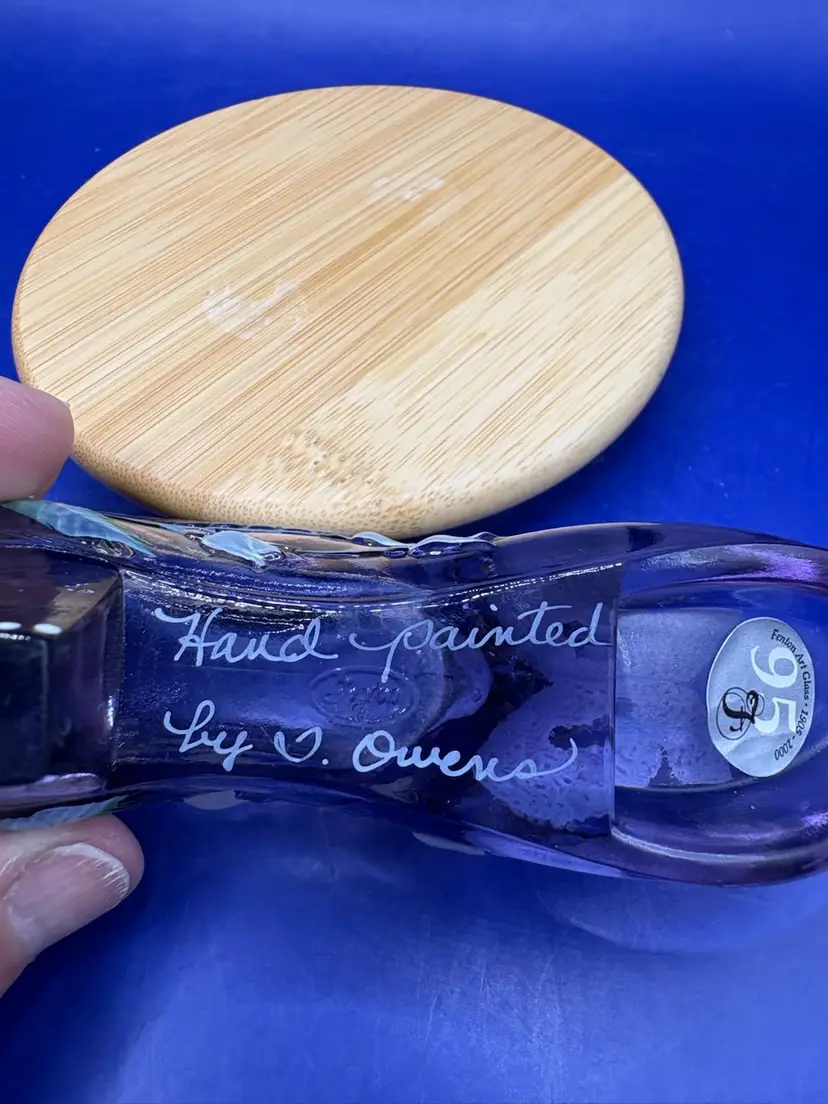 Hand painted
by J. Owens
Fenton Art Glass • 1905-2000
95
F